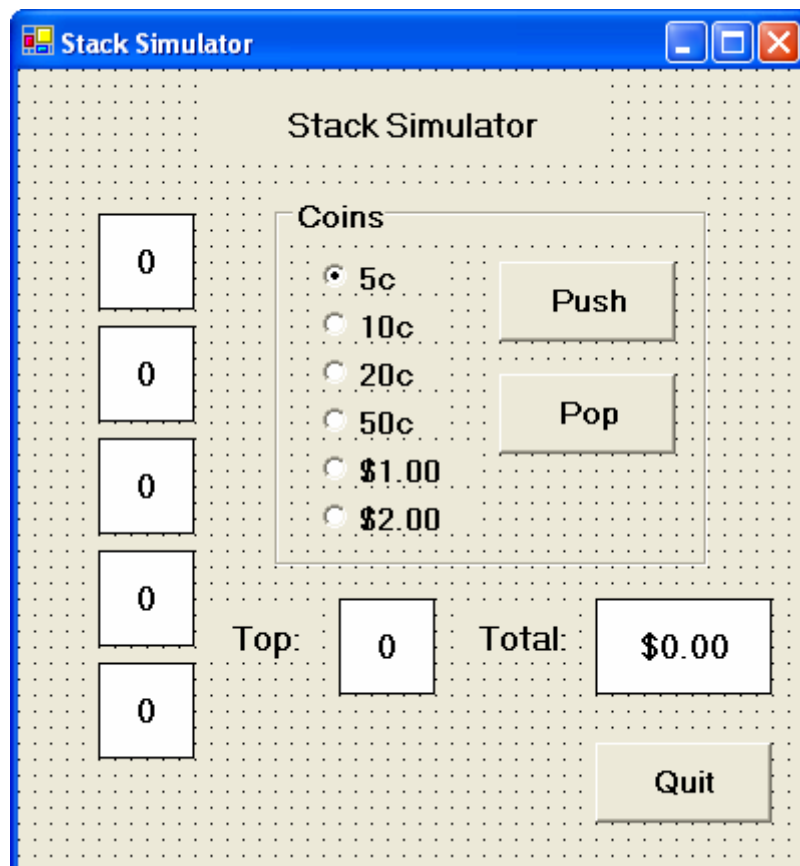 Stack Simulator
Stack Simulator
Coins
0
5c
Push
10c
0
20c
Pop
50c
0
$1.00
$2.00
0
Top:
0
Total:
$0.00
0
Quit